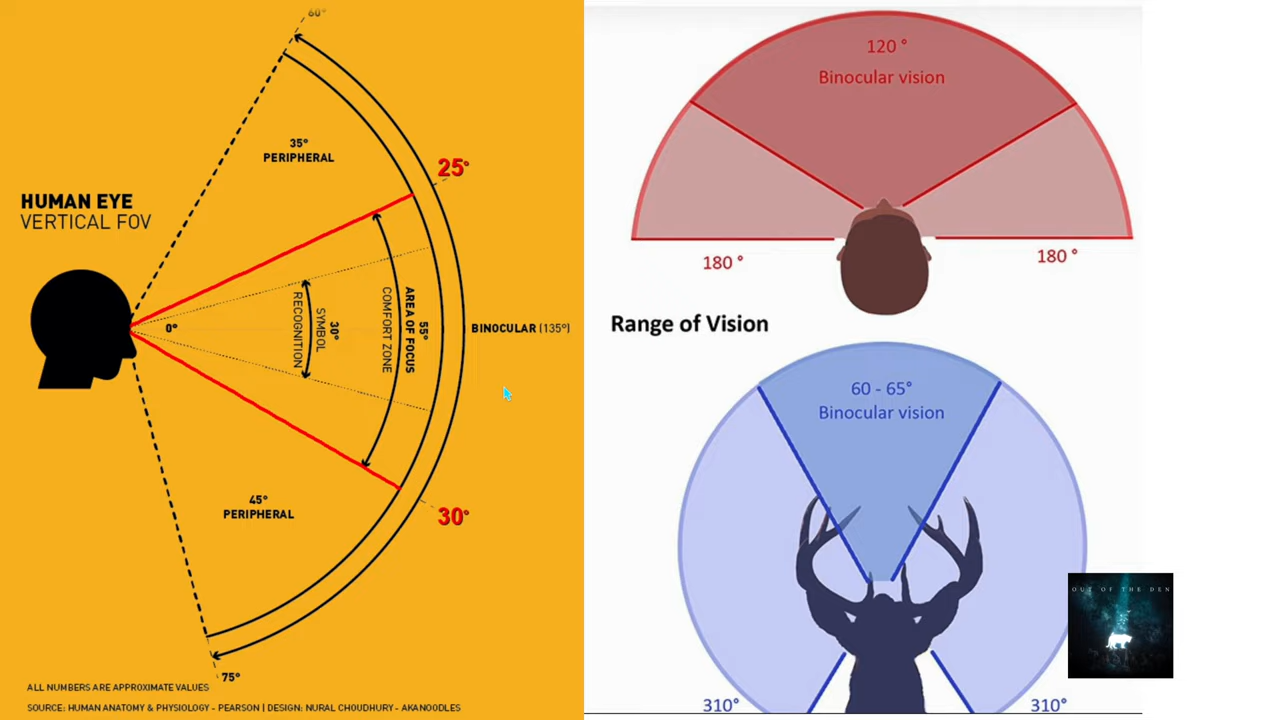 60°
35°
PERIPHERAL
25°
HUMAN EYE
VERTICAL FOV
0°
SYMBOL
RECOGNITION
30°
COMFORT ZONE
AREA OF FOCUS
55°
BINOCULAR (135°)
45°
PERIPHERAL
30°
75°
ALL NUMBERS ARE APPROXIMATE VALUES
SOURCE: HUMAN ANATOMY & PHYSIOLOGY - PEARSON | DESIGN: NURAL CHOUDHURY - AKANOODLES
120 °
Binocular vision
180 °
180 °
Range of Vision
60 - 65°
Binocular vision
310°
310°
OUT OF THE DEN